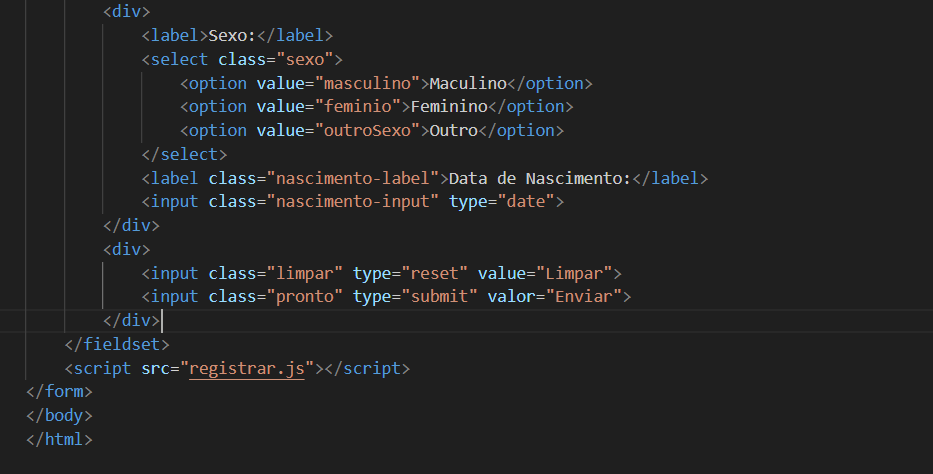 <div>
<label>Sexo:</label>
<select class="sexo">
<option value="masculino">Maculino</option>
<option value="feminio">Feminino</option>
<option value="outroSexo">Outro</option>
</select>
<label class="nascimento-label">Data de Nascimento:</label>
<input class="nascimento-input" type="date">
</div>
<div>
<input class="limpar" type="reset" value="Limpar">
<input class="pronto" type="submit" valor="Enviar">
</div>
</fieldset>
<script src="registrar.js"></script>
</form>
</body>
</html>